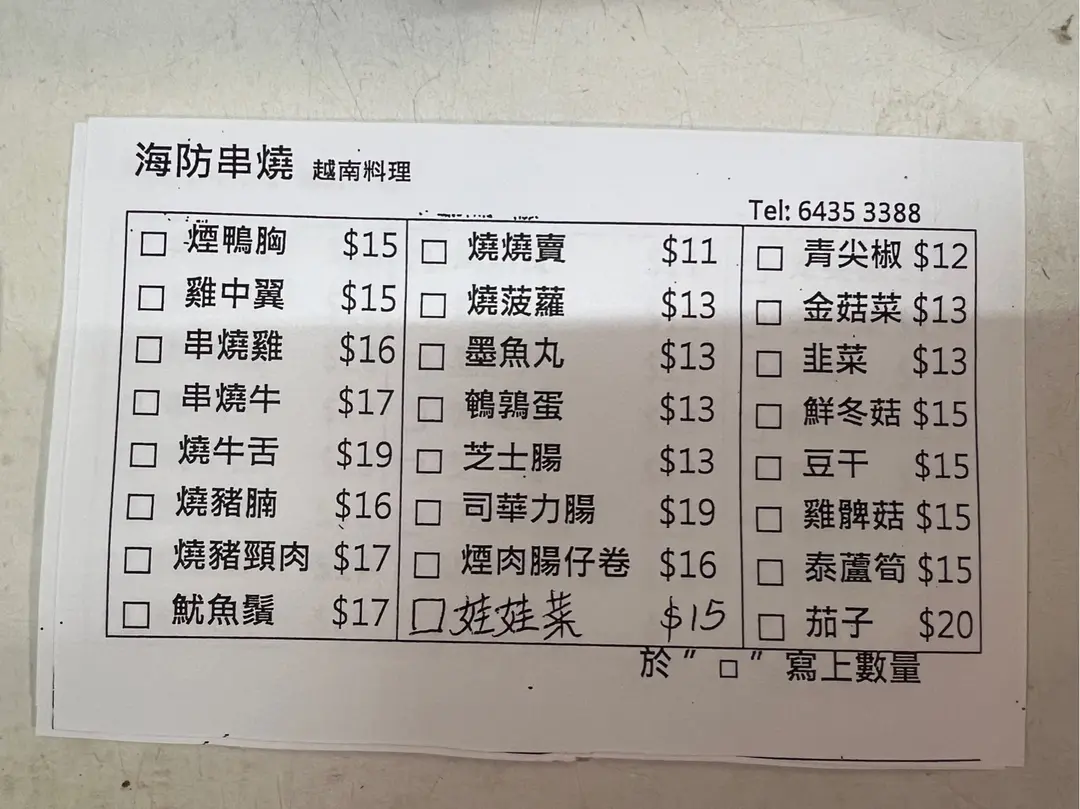 海防串燒 越南料理
Tel: 6435 3388
□ 煙鴨胸 $15 □ 燒燒賣 $11 □ 青尖椒 $12
□ 雞中翼 $15 □ 燒菠蘿 $13 □ 金菇菜 $13
□ 串燒雞 $16 □ 墨魚丸 $13 □ 韭菜 $13
□ 串燒牛 $17 □ 鵪鶉蛋 $13 □ 鮮冬菇 $15
□ 燒牛舌 $19 □ 芝士腸 $13 □ 豆干 $15
□ 燒豬腩 $16 □ 司華力腸 $19 □ 雞髀菇 $15
□ 燒豬頸肉 $17 □ 煙肉腸仔卷 $16 □ 泰蘆筍 $15
□ 魷魚鬚 $17 □ 娃娃菜 $15 □ 茄子 $20
於 " □ " 寫上數量